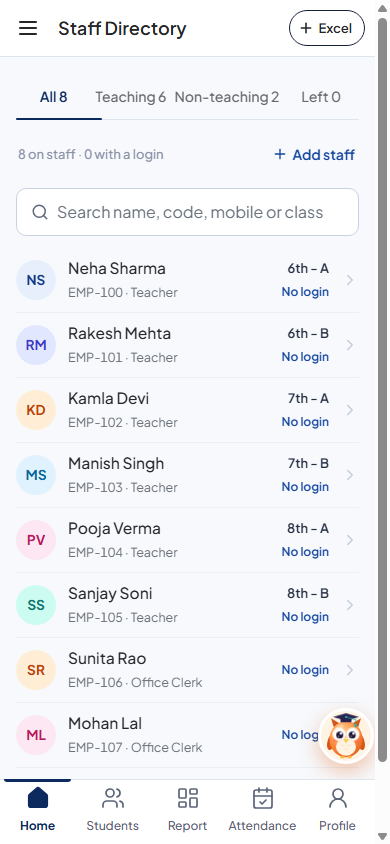 Staff Directory
+ Excel
All 8 Teaching 6 Non-teaching 2 Left 0
8 on staff · 0 with a login
+ Add staff
Search name, code, mobile or class
NS Neha Sharma 6th - A
EMP-100 · Teacher No login
RM Rakesh Mehta 6th - B
EMP-101 · Teacher No login
KD Kamla Devi 7th - A
EMP-102 · Teacher No login
MS Manish Singh 7th - B
EMP-103 · Teacher No login
PV Pooja Verma 8th - A
EMP-104 · Teacher No login
SS Sanjay Soni 8th - B
EMP-105 · Teacher No login
SR Sunita Rao No login
EMP-106 · Office Clerk
ML Mohan Lal No log
EMP-107 · Office Clerk
Home Students Report Attendance Profile